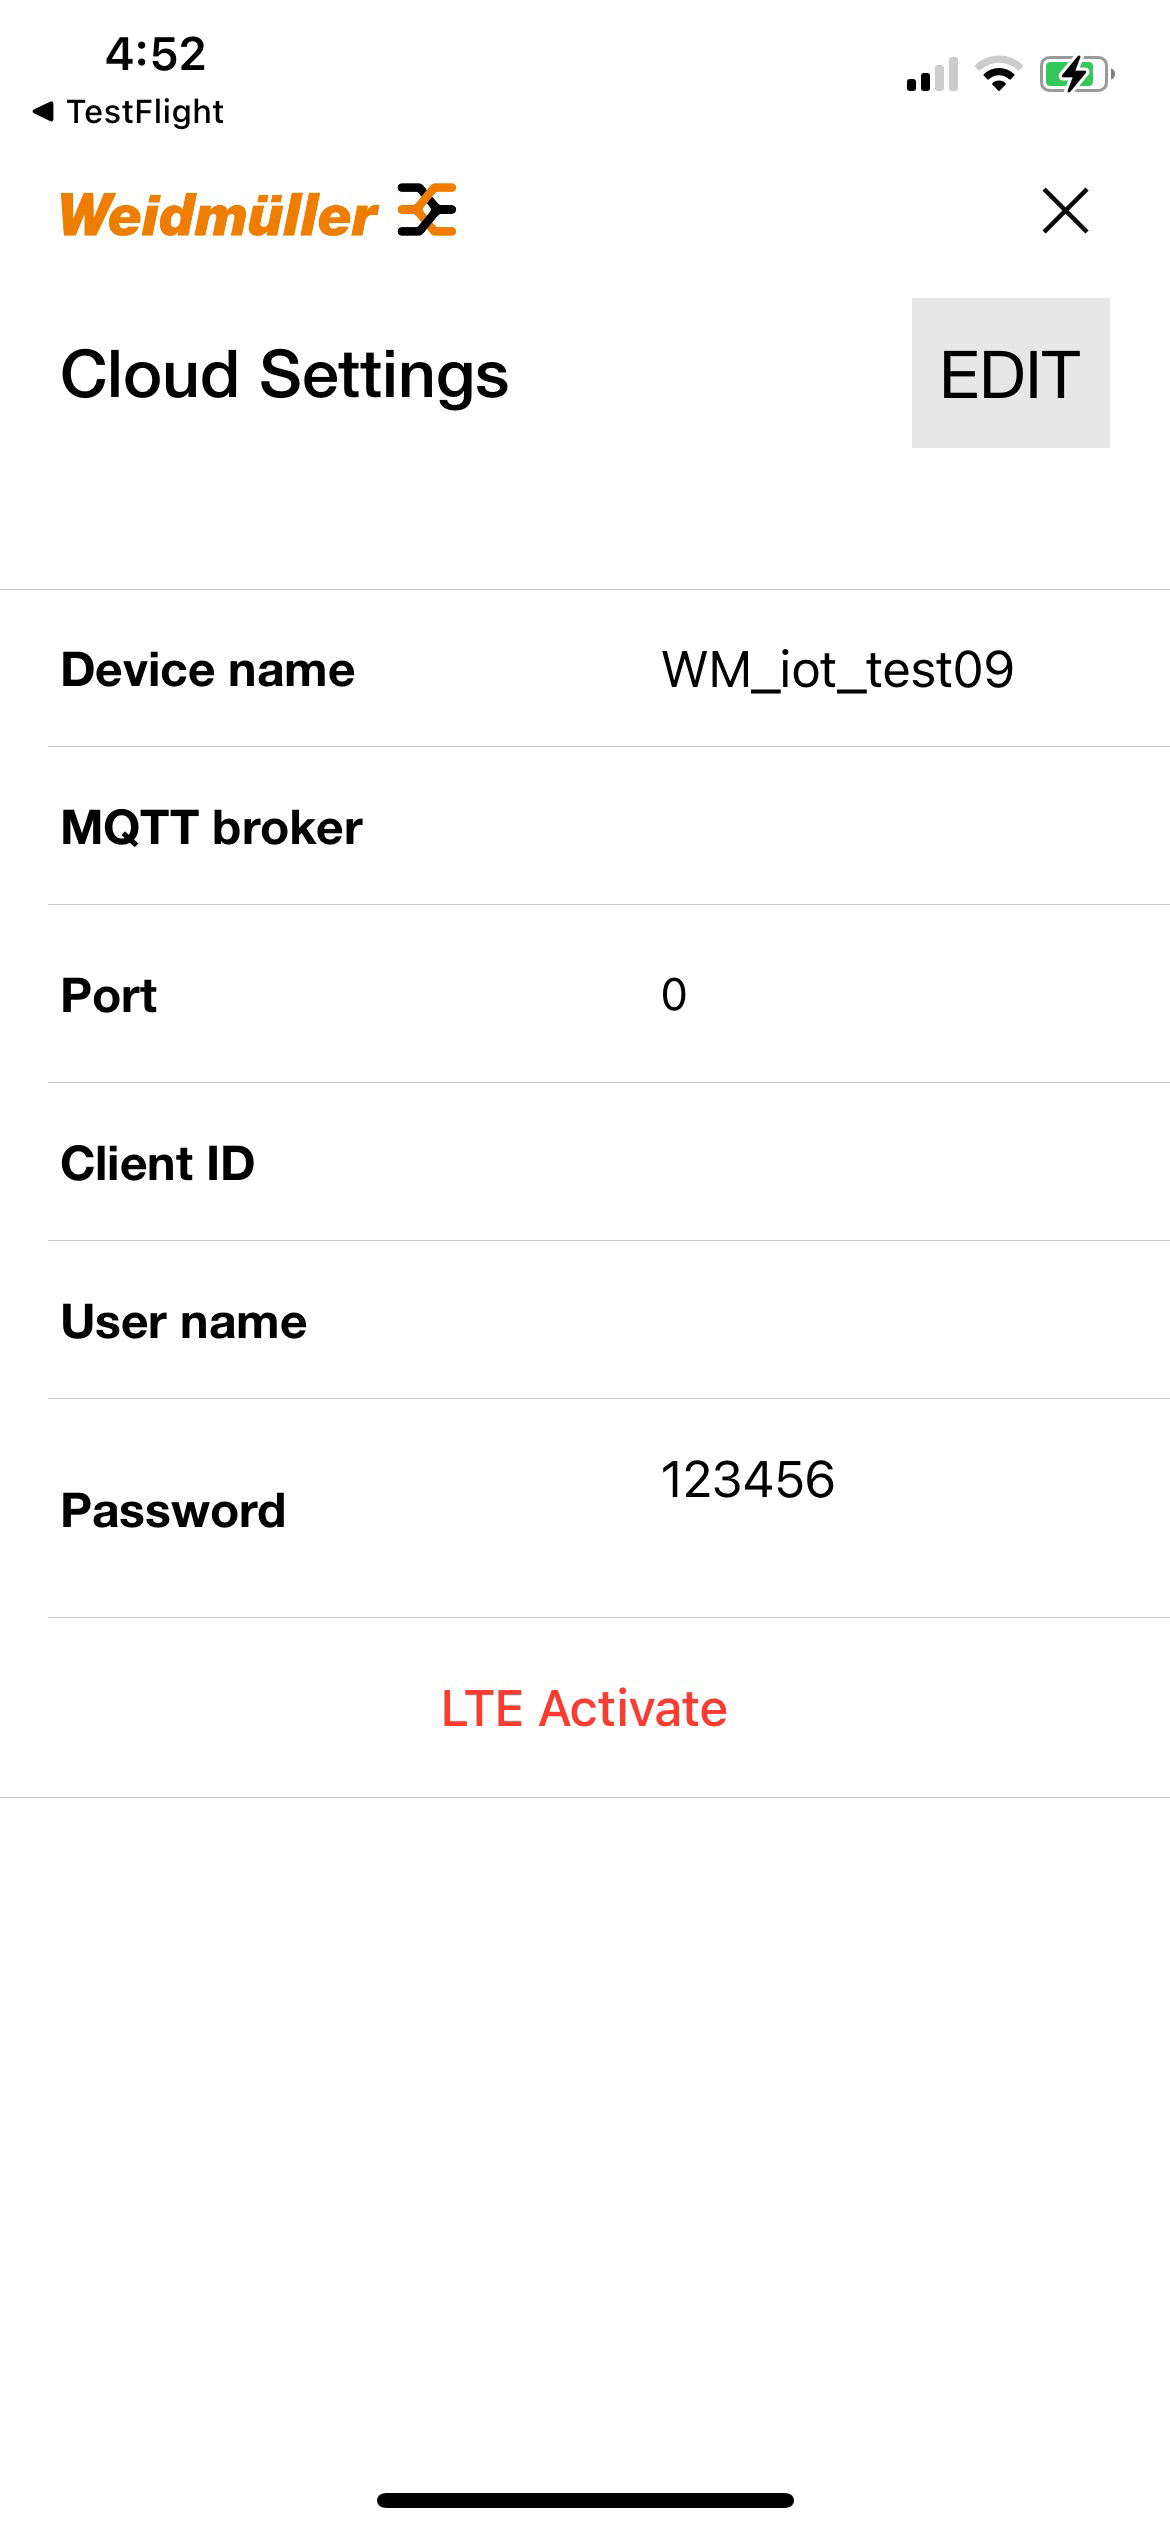 4:52
TestFlight
Weidmüller
Cloud Settings
EDIT
Device name
WM_iot_test09
MQTT broker
Port
0
Client ID
User name
Password
123456
LTE Activate